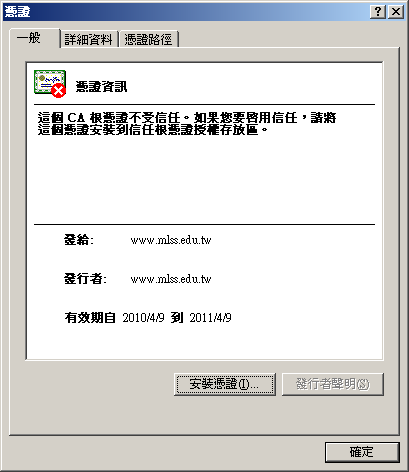 憑證
一般
詳細資料
憑證路徑
憑證資訊
這個 CA 根憑證不受信任。如果您要啓用信任，請將
這個憑證安裝到信任根憑證授權存放區。
發給: www.mlss.edu.tw
發行者: www.mlss.edu.tw
有效期自 2010/4/9 到 2011/4/9
安裝憑證(I)...
發行者聲明(S)
確定